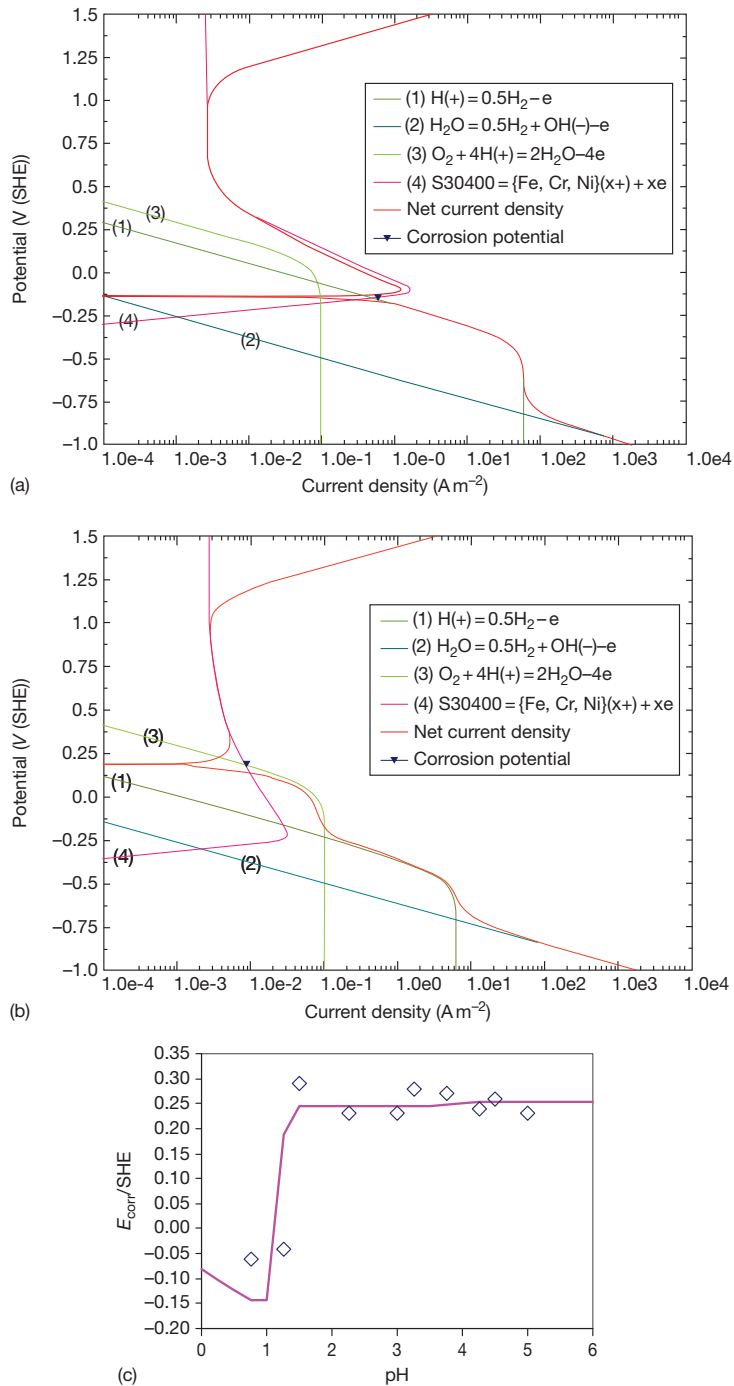 1.5
1.0
0.75
0.25
0.0
−0.25
−0.5
−0.75
−1.0
Potential (V (SHE))
(3)
(1)
(4)
(2)
(1) H(+) = 0.5H₂ – e
(2) H₂O = 0.5H₂ + OH(–) – e
(3) O₂ + 4H(+) = 2H₂O – 4e
(4) S30400 = {Fe, Cr, Ni}(x+) + xe
Net current density
Corrosion potential
1.0e-4 1.0e-3 1.0e-2 1.0e-1 1.0e0 1.0e1 1.0e2 1.0e3 1.0e4
Current density (A m⁻²)
(a)
1.5
1.25
0.75
0.5
0.25
0.0
−0.25
−0.5
−0.75
−1.0
Potential (V (SHE))
(3)
(1)
(4)
(2)
(1) H(+) = 0.5H₂ – e
(2) H₂O = 0.5H₂ + OH(–) – e
(3) O₂ + 4H(+) = 2H₂O – 4e
(4) S30400 = {Fe, Cr, Ni}(x+) + xe
Net current density
Corrosion potential
1.0e-4 1.0e-3 1.0e-2 1.0e-1 1.0e0 1.0e1 1.0e2 1.0e3 1.0e4
Current density (A m⁻²)
(b)
0.35
0.30
0.25
0.20
0.15
0.10
0.05
0.00
−0.05
−0.10
−0.15
−0.20
E_corr/SHE
0 1 2 3 4 5 6
pH
(c)